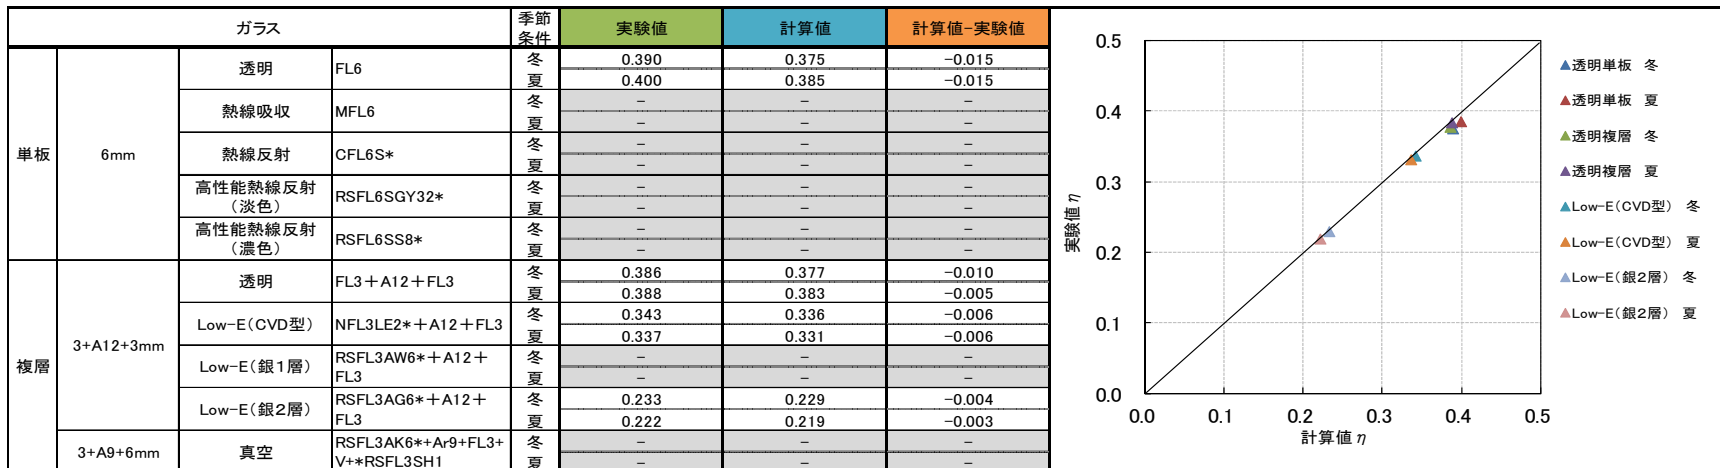 ガラス 季節条件 実験値 計算値 計算値-実験値
単板 6mm 透明 FL6 冬 0.390 0.375 -0.015
夏 0.400 0.385 -0.015
熱線吸収 MFL6 冬 - - -
夏 - - -
熱線反射 CFL6S* 冬 - - -
夏 - - -
高性能熱線反射(淡色) RSFL6SGY32* 冬 - - -
夏 - - -
高性能熱線反射(濃色) RSFL6SS8* 冬 - - -
夏 - - -
複層 3+A12+3mm 透明 FL3+A12+FL3 冬 0.386 0.377 -0.010
夏 0.388 0.383 -0.005
Low-E(CVD型) NFL3LE2*+A12+FL3 冬 0.343 0.336 -0.006
夏 0.337 0.331 -0.006
Low-E(銀1層) RSFL3AW6*+A12+FL3 冬 - - -
夏 - - -
Low-E(銀2層) RSFL3AG6*+A12+FL3 冬 0.233 0.229 -0.004
夏 0.222 0.219 -0.003
3+A9+6mm 真空 RSFL3AK6*+Ar9+FL3+V+*RSFL3SH1 冬 - - -
夏 - - -
実験値 η
0.5
0.4
0.3
0.2
0.1
0.0
0.0 0.1 0.2 0.3 0.4 0.5
計算値 η
透明単板 冬
透明単板 夏
透明複層 冬
透明複層 夏
Low-E(CVD型) 冬
Low-E(CVD型) 夏
Low-E(銀2層) 冬
Low-E(銀2層) 夏